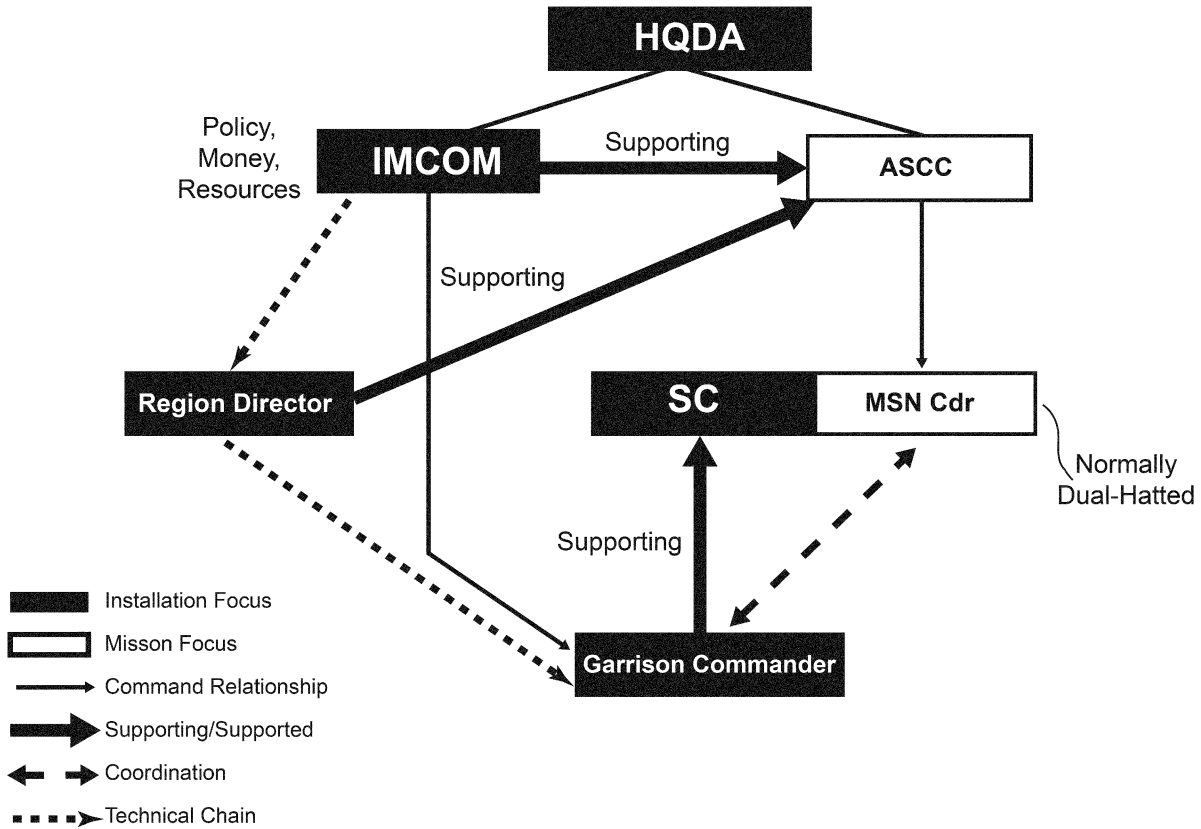 HQDA
Policy,
Money,
Resources
IMCOM
Supporting
ASCC
Supporting
Region Director
SC
MSN Cdr
Normally
Dual-Hatted
Supporting
Garrison Commander
Installation Focus
Misson Focus
Command Relationship
Supporting/Supported
Coordination
Technical Chain